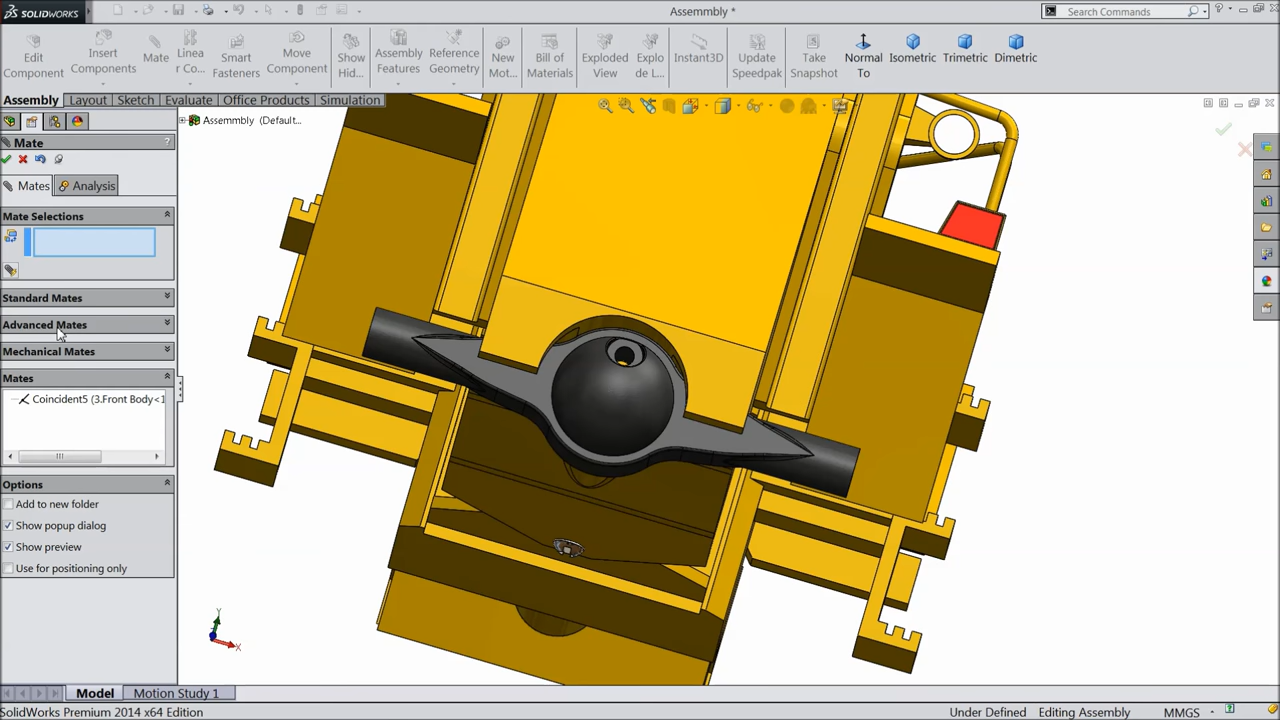 SOLIDWORKS
Assemmbly *
Search Commands
Edit Component
Insert Components
Mate
Linea r Co...
Smart Fasteners
Move Component
Show Hid...
Assembly Features
Reference Geometry
New Mot...
Bill of Materials
Exploded View
Explo de L...
Instant3D
Update Speedpak
Take Snapshot
Normal To
Isometric
Trimetric
Dimetric
Assembly Layout Sketch Evaluate Office Products Simulation
Assemmbly (Default...
Mate ?
Mates Analysis
Mate Selections
Standard Mates
Advanced Mates
Mechanical Mates
Mates
Coincident5 (3.Front Body<1
Options
Add to new folder
Show popup dialog
Show preview
Use for positioning only
Y
X
Model Motion Study 1
SolidWorks Premium 2014 x64 Edition Under Defined Editing Assembly MMGS